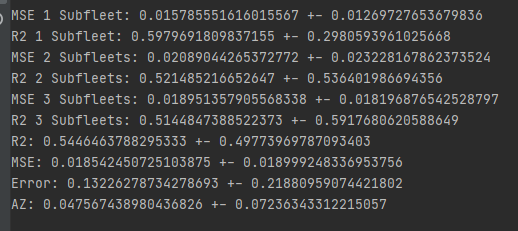 MSE 1 Subfleet: 0.015785551616015567 +- 0.01269727653679836
R2 1 Subfleet: 0.5979691809837155 +- 0.2980593961025668
MSE 2 Subfleets: 0.02089044265372772 +- 0.023228167862373524
R2 2 Subfleets: 0.521485216652647 +- 0.536401986694356
MSE 3 Subfleets: 0.018951357905568338 +- 0.018196876542528797
R2 3 Subfleets: 0.5144847388522373 +- 0.5917680620588649
R2: 0.5446463788295333 +- 0.49773969787093403
MSE: 0.018542450725103875 +- 0.018999248336953756
Error: 0.13226278734278693 +- 0.21880959074421802
AZ: 0.047567438980436826 +- 0.07236343312215057